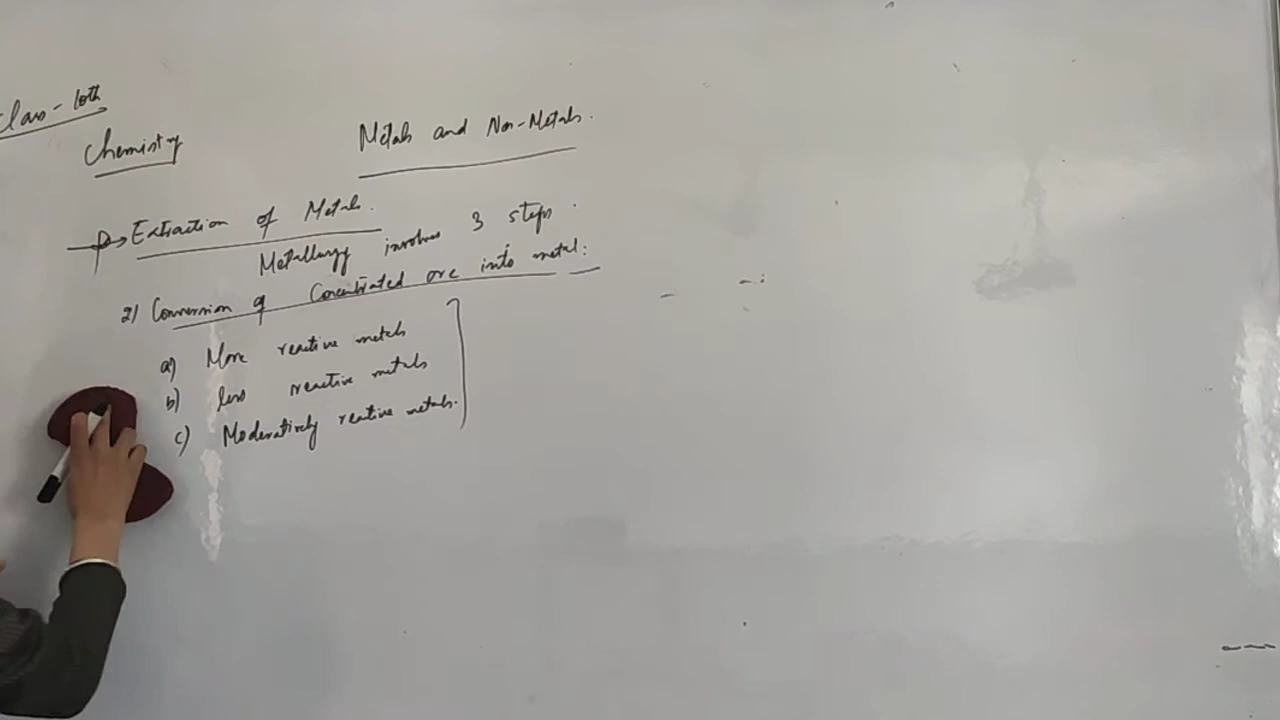 Class - 10th
Chemistry
Metals and Non-Metals.
Extraction of Metals.
Metallurgy involves 3 steps.
2) Conversion of Concentrated ore into metal:
a) More reactive metals
b) less reactive metals
c) Moderatively reactive metals.